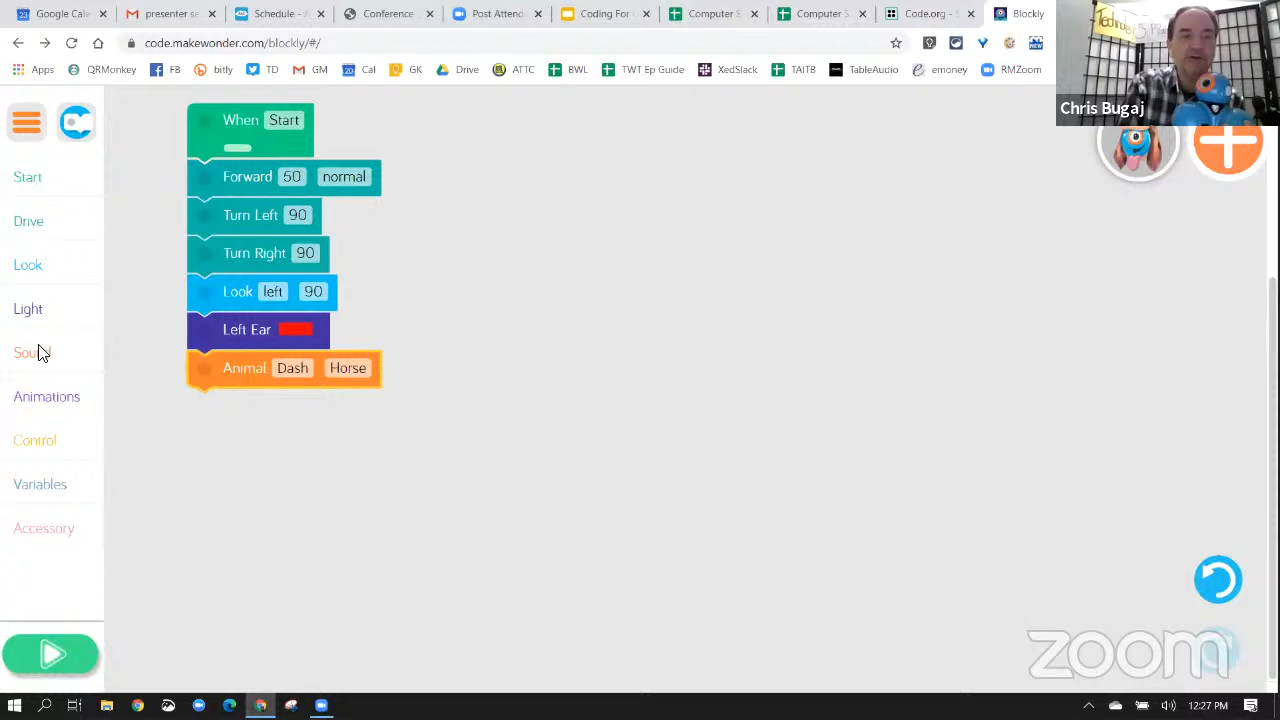 Google Cale
presentense
Schedule
Conference
Post Attend
Coding For
Computer
Computer S
Code.org - S
Blockly
code.makewonder.com/blockly/#/
Apps
QRMonkey
FB
bitly
TD
GM
Cal
GK
Drive
ATTC
BWL
TWT Ep Guide
XedSlack
TAITB
TableAudio
emoney
RMZoom
Chris Bugaj
Start
Drive
Look
Light
Sound
Animations
Control
Variables
Accessory
When Start
Forward 50 normal
Turn Left 90
Turn Right 90
Look left 90
Left Ear
Animal Dash Horse
zoom
12:27 PM